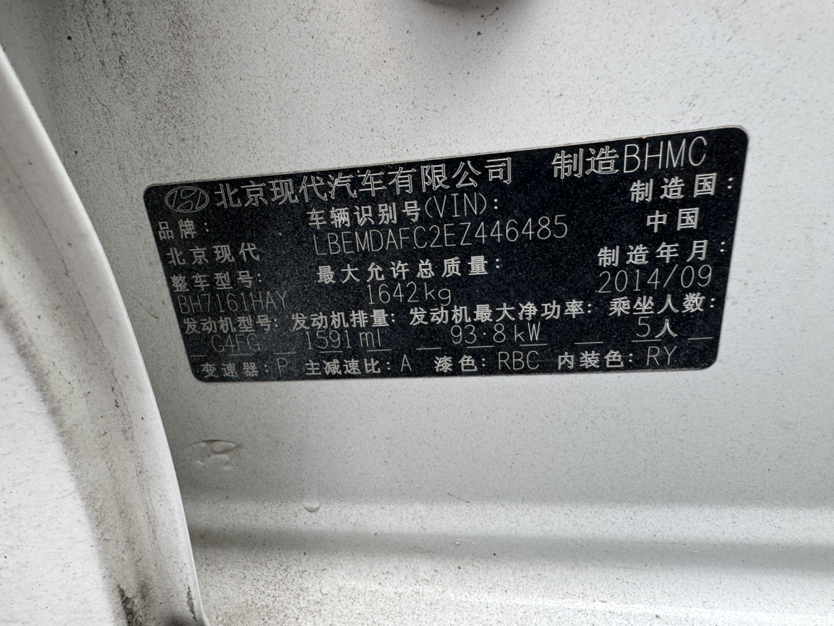 北京现代汽车有限公司 制造BHMC
品牌: 车辆识别号(VIN): 制造国:
北京现代 LBEMDAFC2EZ446485 中国
整车型号: 最大允许总质量: 制造年月:
BH7161HAY 1642kg 2014/09
发动机型号: 发动机排量: 发动机最大净功率: 乘坐人数:
G4FG 1591ml 93.8kW 5人
变速器: P 主减速比: A 漆色: RBC 内装色: RY